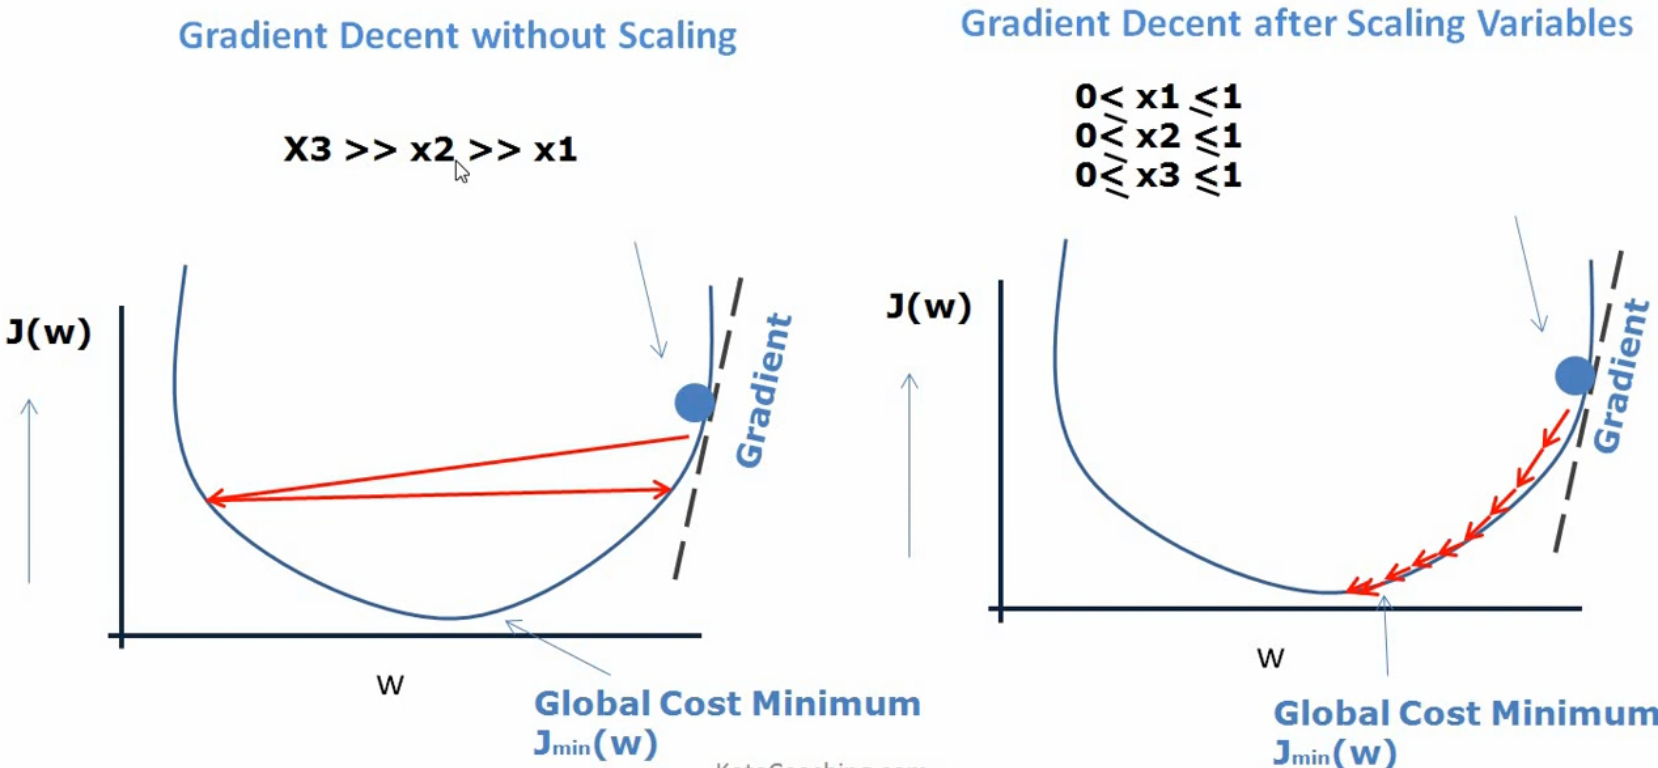 Gradient Decent without Scaling
X3 >> x2 >> x1
J(w)
Gradient
w
Global Cost Minimum
Jmin(w)
Gradient Decent after Scaling Variables
0≤ x1 ≤1
0≤ x2 ≤1
0≤ x3 ≤1
J(w)
Gradient
w
Global Cost Minimum
Jmin(w)